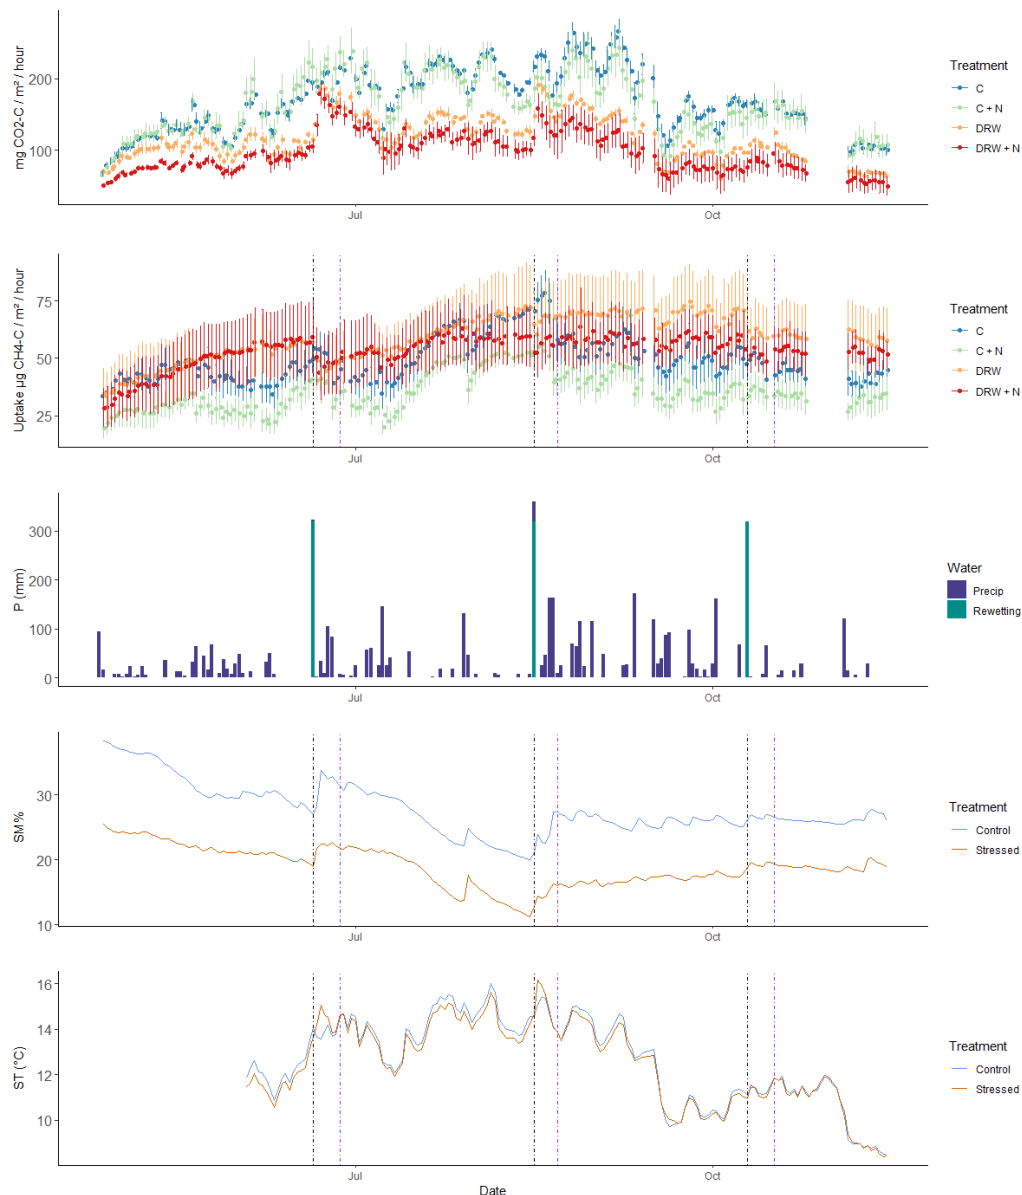 mg CO2-C / m² / hour
200
100
Jul
Oct
Treatment
C
C + N
DRW
DRW + N
Uptake µg CH4-C / m² / hour
75
50
25
Jul
Oct
Treatment
C
C + N
DRW
DRW + N
P (mm)
300
200
100
0
Jul
Oct
Water
Precip
Rewetting
SM%
30
20
10
Jul
Oct
Treatment
Control
Stressed
ST (°C)
16
14
12
10
Jul
Oct
Date
Treatment
Control
Stressed